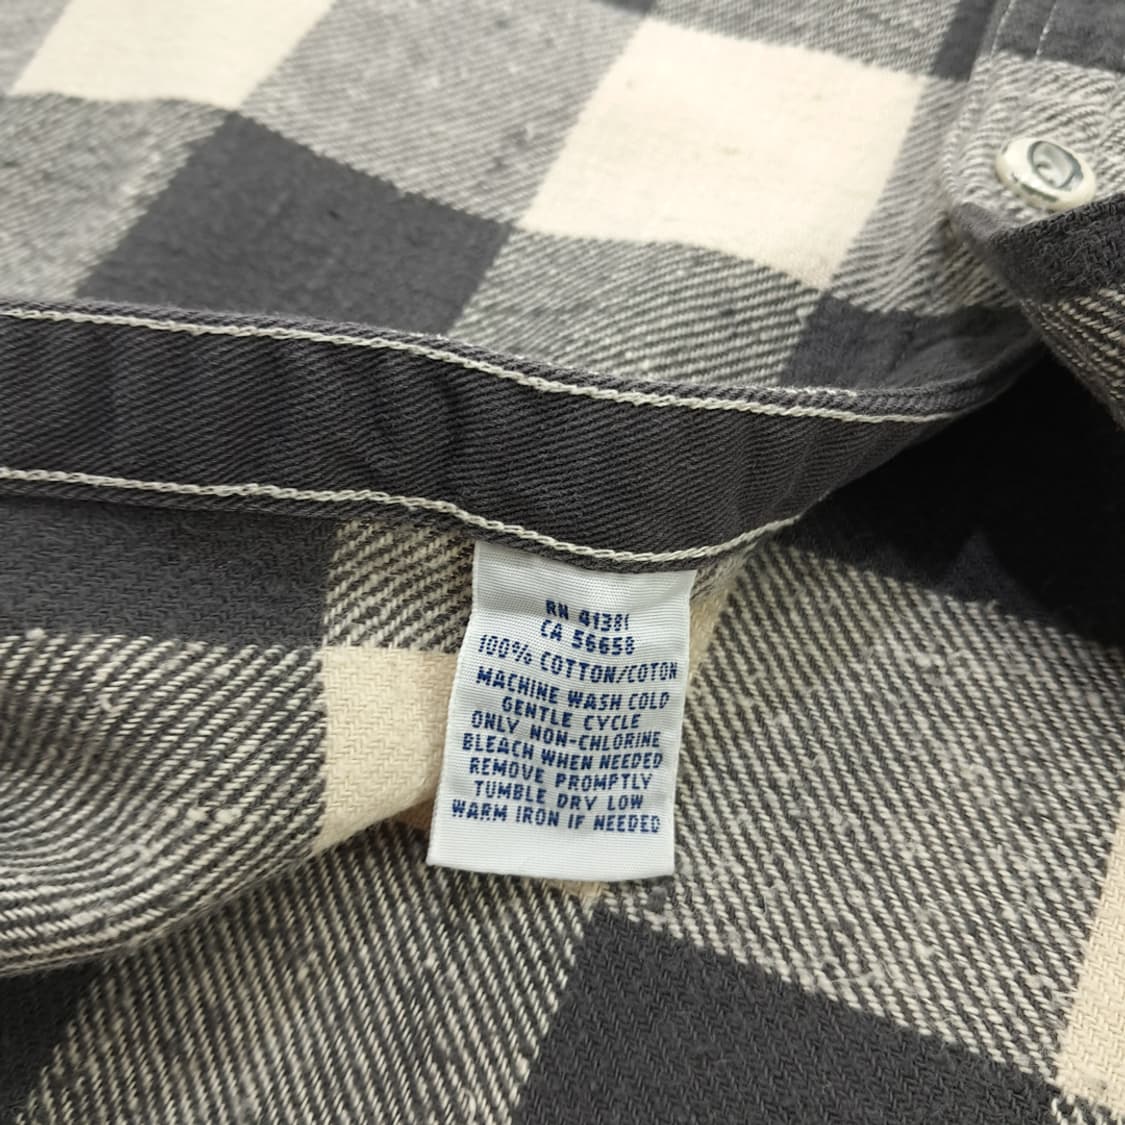 RN 41381
CA 56658
100% COTTON/COTON
MACHINE WASH COLD
GENTLE CYCLE
ONLY NON-CHLORINE
BLEACH WHEN NEEDED
REMOVE PROMPTLY
TUMBLE DRY LOW
WARM IRON IF NEEDED